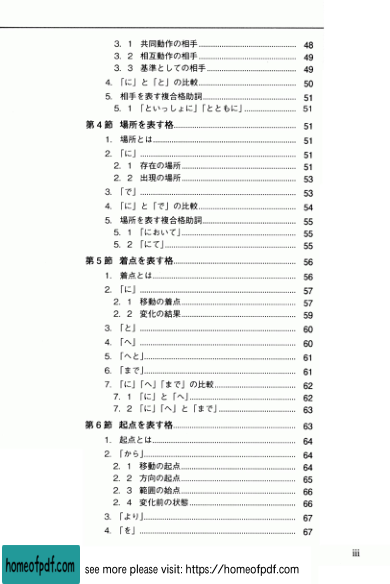 3. 1 共同動作の相手 48
3. 2 相互動作の相手 49
3. 3 基準としての相手 49
4. 「に」と「と」の比較 50
5. 相手を表す複合格助詞 51
5. 1 「といっしょに」「とともに」 51
第4節 場所を表す格 51
1. 場所とは 51
2. 「に」 51
2. 1 存在の場所 51
2. 2 出現の場所 53
3. 「で」 53
4. 「に」と「で」の比較 54
5. 場所を表す複合格助詞 55
5. 1 「において」 55
5. 2 「にて」 55
第5節 着点を表す格 56
1. 着点とは 56
2. 「に」 57
2. 1 移動の着点 57
2. 2 変化の結果 59
3. 「と」 60
4. 「へ」 60
5. 「へと」 61
6. 「まで」 61
7. 「に」「へ」「まで」の比較 62
7. 1 「に」と「へ」 62
7. 2 「に」「へ」と「まで」 63
第6節 起点を表す格 63
1. 起点とは 64
2. 「から」 64
2. 1 移動の起点 64
2. 2 方向の起点 65
2. 3 範囲の始点 66
2. 4 変化前の状態 66
3. 「より」 67
4. 「を」 67
iii
homeofpdf.com
see more please visit: https://homeofpdf.com